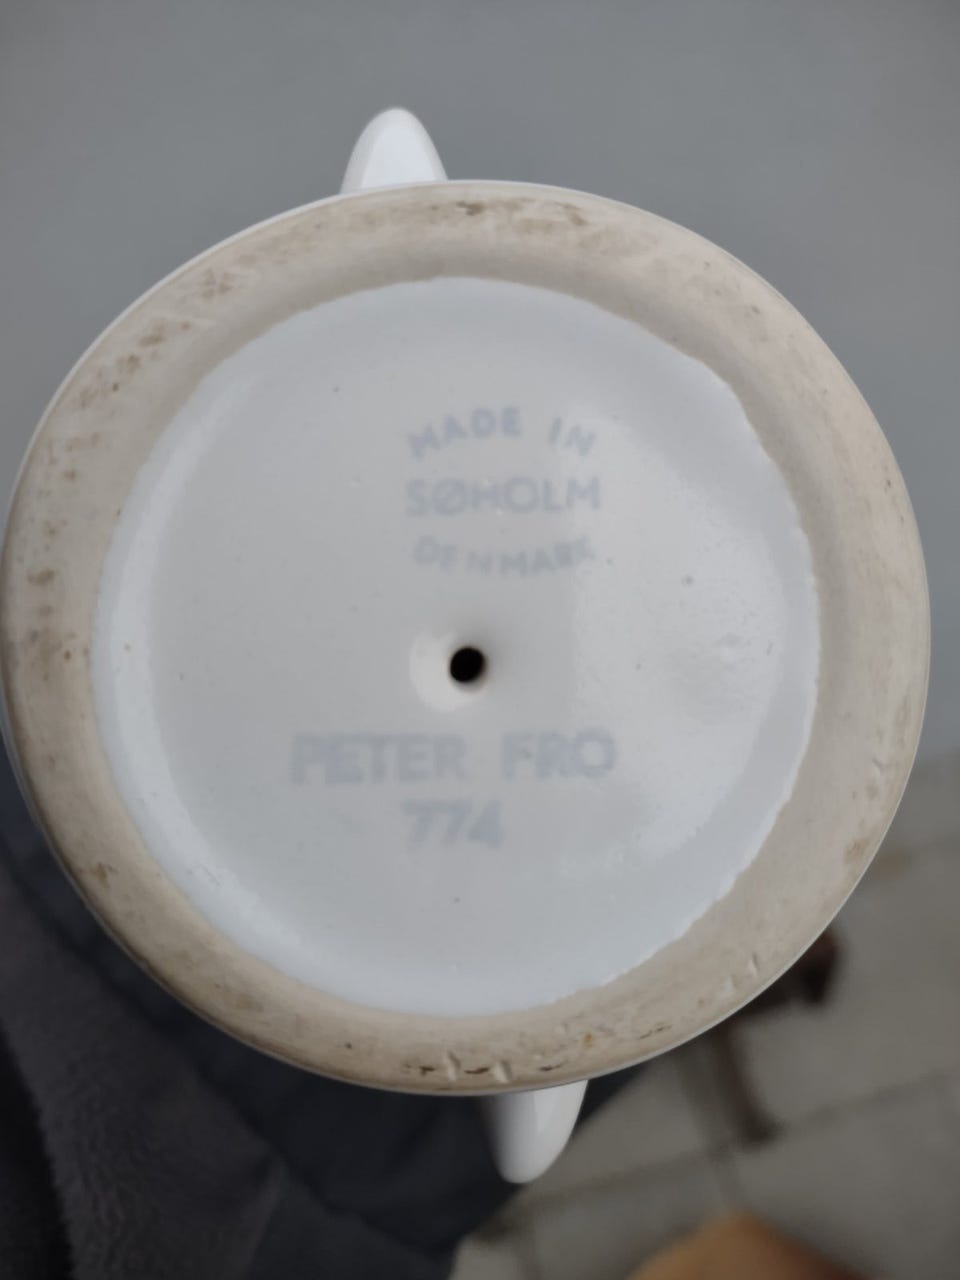 MADE IN
SØHOLM
DENMARK
PETER FRO
774